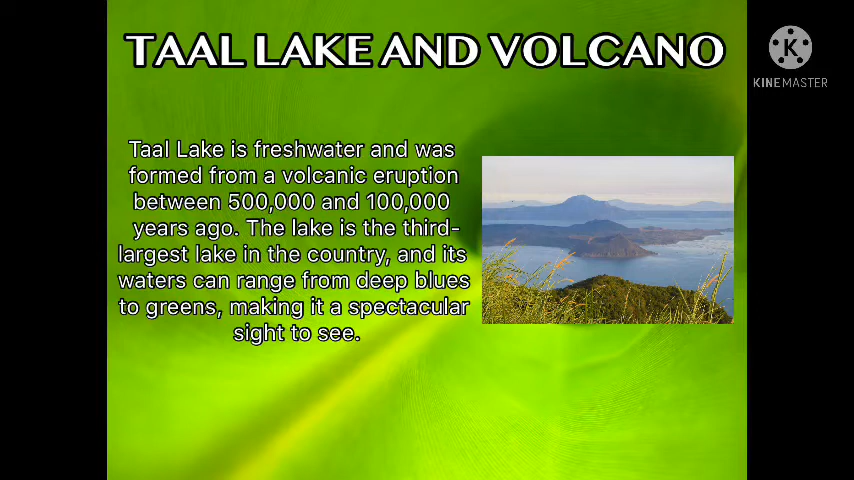 TAAL LAKE AND VOLCANO
K
KINEMASTER
Taal Lake is freshwater and was
formed from a volcanic eruption
between 500,000 and 100,000
years ago. The lake is the third-
largest lake in the country, and its
waters can range from deep blues
to greens, making it a spectacular
sight to see.